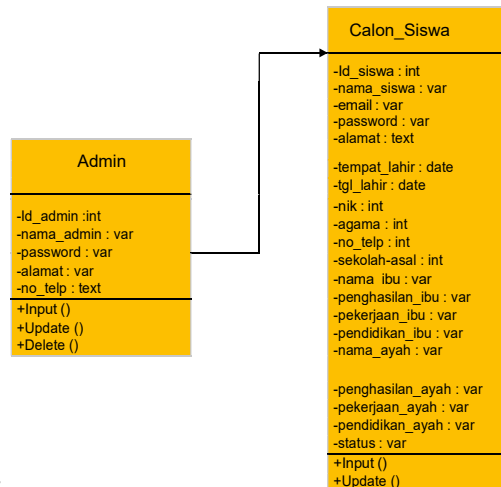 Calon_Siswa
-Id_siswa : int
-nama_siswa : var
-email : var
-password : var
-alamat : text
-tempat_lahir : date
-tgl_lahir : date
-nik : int
-agama : int
-no_telp : int
-sekolah-asal : int
-nama ibu : var
-penghasilan_ibu : var
-pekerjaan_ibu : var
-pendidikan_ibu : var
-nama_ayah : var
-penghasilan_ayah : var
-pekerjaan_ayah : var
-pendidikan_ayah : var
-status : var
+Input ()
+Update ()
Admin
-Id_admin :int
-nama_admin : var
-password : var
-alamat : var
-no_telp : text
+Input ()
+Update ()
+Delete ()